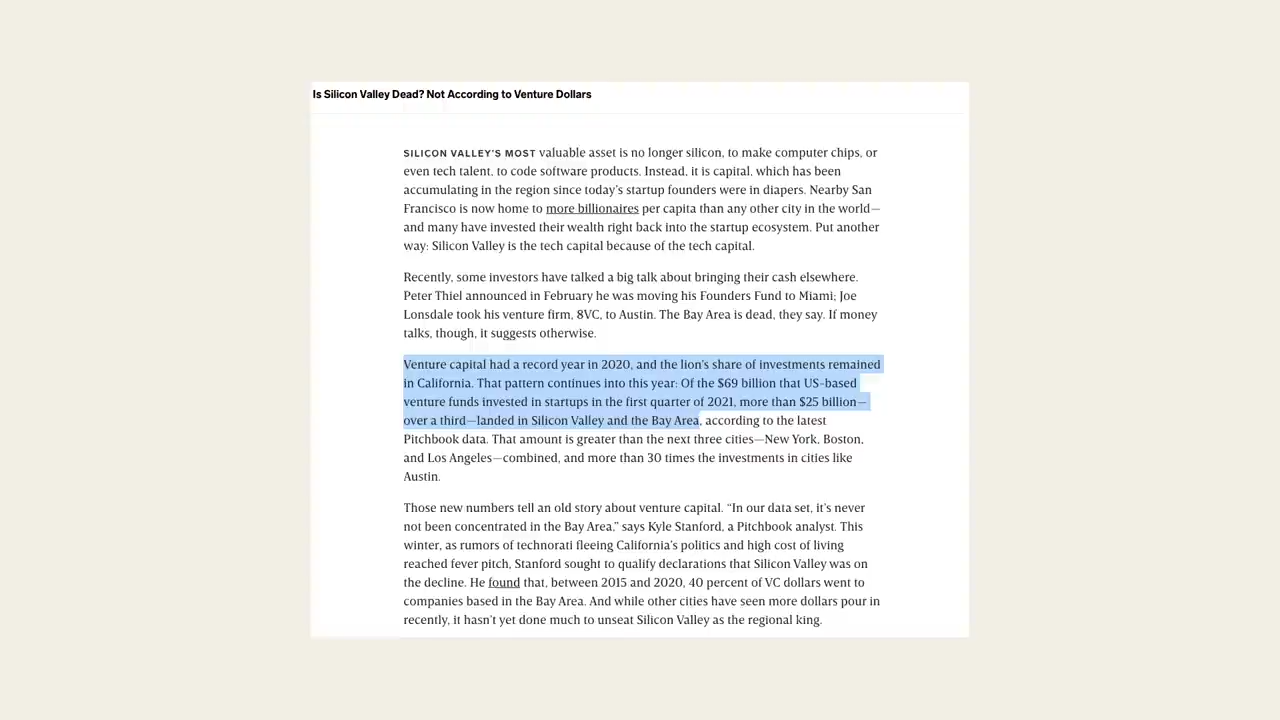 Is Silicon Valley Dead? Not According to Venture Dollars
SILICON VALLEY'S MOST valuable asset is no longer silicon, to make computer chips, or
even tech talent, to code software products. Instead, it is capital, which has been
accumulating in the region since today's startup founders were in diapers. Nearby San
Francisco is now home to more billionaires per capita than any other city in the world—
and many have invested their wealth right back into the startup ecosystem. Put another
way: Silicon Valley is the tech capital because of the tech capital.
Recently, some investors have talked a big talk about bringing their cash elsewhere.
Peter Thiel announced in February he was moving his Founders Fund to Miami; Joe
Lonsdale took his venture firm, 8VC, to Austin. The Bay Area is dead, they say. If money
talks, though, it suggests otherwise.
Venture capital had a record year in 2020, and the lion's share of investments remained
in California. That pattern continues into this year: Of the $69 billion that US-based
venture funds invested in startups in the first quarter of 2021, more than $25 billion—
over a third—landed in Silicon Valley and the Bay Area, according to the latest
Pitchbook data. That amount is greater than the next three cities—New York, Boston,
and Los Angeles—combined, and more than 30 times the investments in cities like
Austin.
Those new numbers tell an old story about venture capital. “In our data set, it's never
not been concentrated in the Bay Area,” says Kyle Stanford, a Pitchbook analyst. This
winter, as rumors of technorati fleeing California's politics and high cost of living
reached fever pitch, Stanford sought to qualify declarations that Silicon Valley was on
the decline. He found that, between 2015 and 2020, 40 percent of VC dollars went to
companies based in the Bay Area. And while other cities have seen more dollars pour in
recently, it hasn't yet done much to unseat Silicon Valley as the regional king.